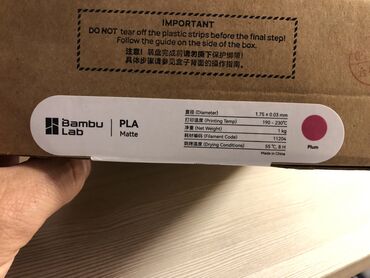 IMPORTANT
DO NOT tear off the plastic strips before the final step!
Follow the guide on the side of the box.
注意！装盘完成前请勿撕下保护绑带！
具体步骤请参见盒子背面的操作指南！
Bambu Lab
PLA
Matte
直径 (Diameter) 1.75 ± 0.03 mm
打印温度 (Printing Temp) 190 - 230℃
净重 (Net Weight) 1 kg
耗材编码 (Filament Code) 11204
烘烤温度 (Drying Conditions) 55 ℃, 8 H
Made in China
Plum